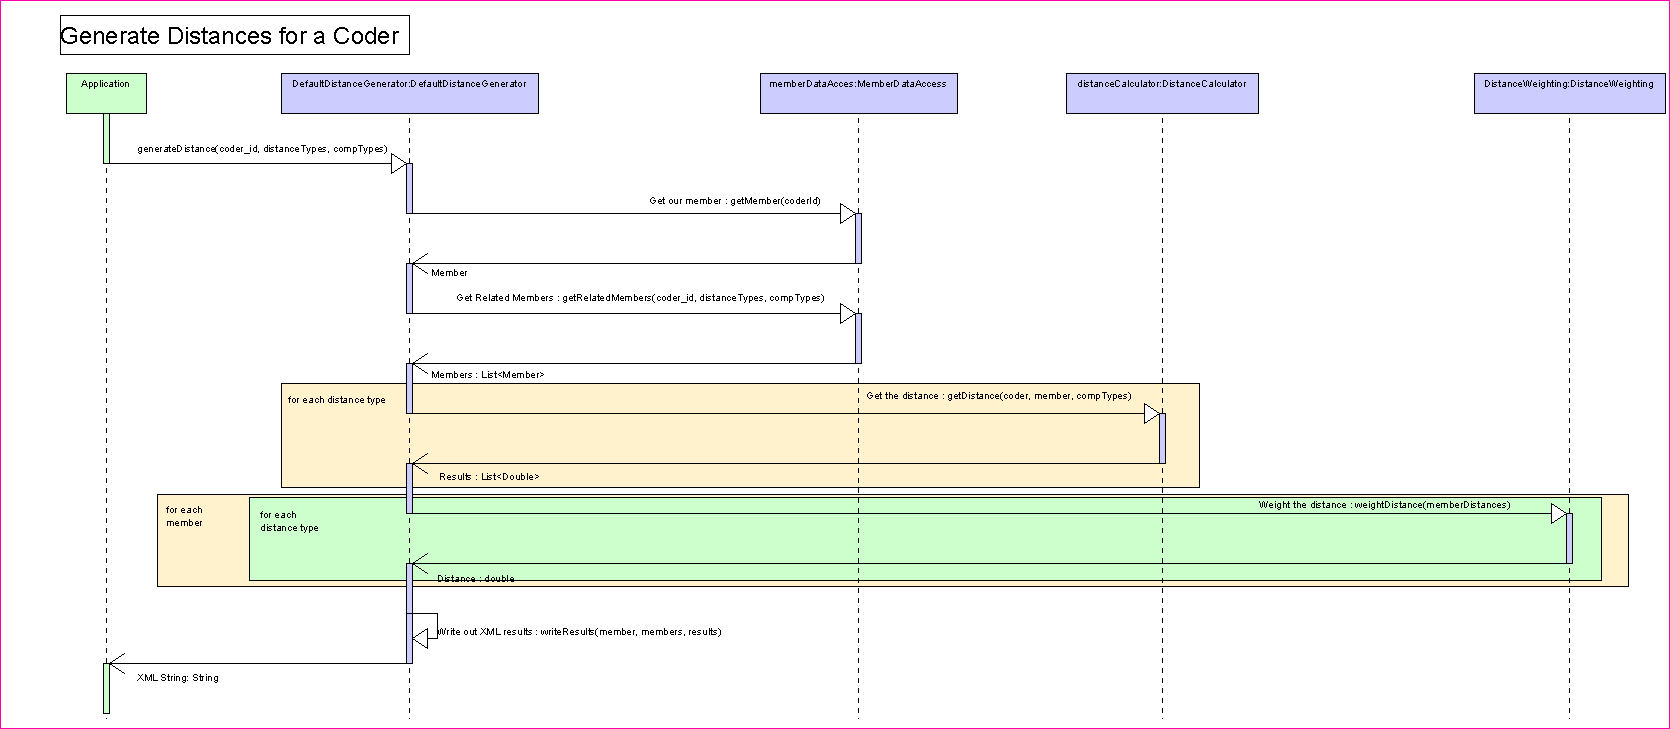 Generate Distances for a Coder
Application
DefaultDistanceGenerator:DefaultDistanceGenerator
memberDataAcces:MemberDataAccess
distanceCalculator:DistanceCalculator
DistanceWeighting:DistanceWeighting
generateDistance(coder_id, distanceTypes, compTypes)
Get our member : getMember(coderId)
Member
Get Related Members : getRelatedMembers(coder_id, distanceTypes, compTypes)
Members : List<Member>
for each distance type
Get the distance : getDistance(coder, member, compTypes)
Results : List<Double>
for each
member
for each
distance type
Weight the distance : weightDistance(memberDistances)
Distance : double
Write out XML results : writeResults(member, members, results)
XML String: String